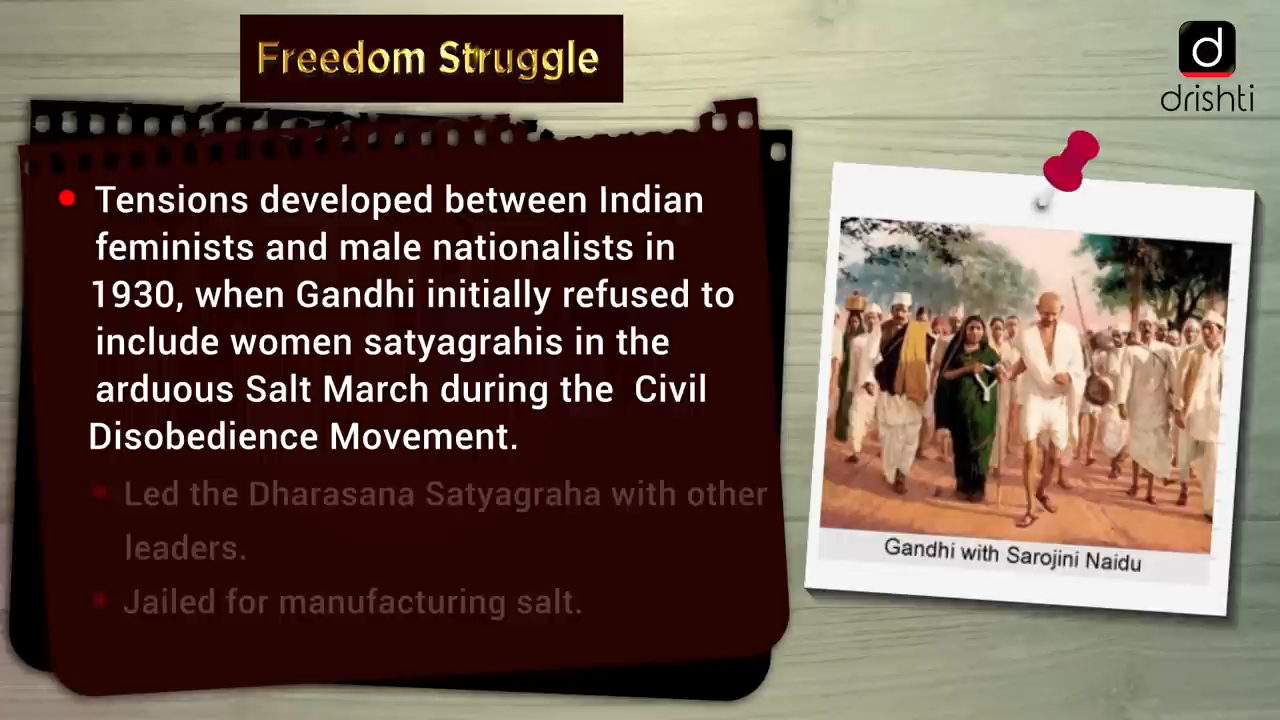 Freedom Struggle
d
drishti
Tensions developed between Indian
feminists and male nationalists in
1930, when Gandhi initially refused to
include women satyagrahis in the
arduous Salt March during the Civil
Disobedience Movement.
Led the Dharasana Satyagraha with other
leaders.
Jailed for manufacturing salt.
Gandhi with Sarojini Naidu